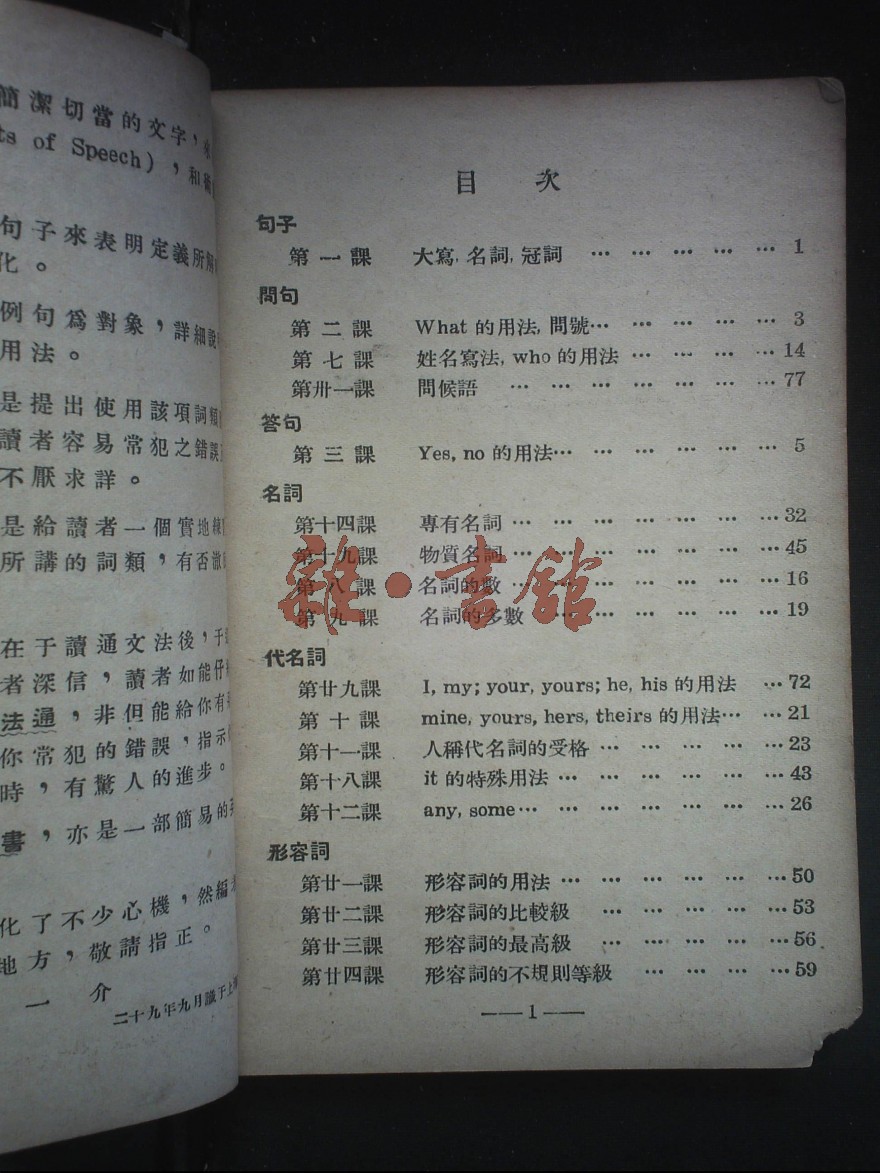 簡潔切當的文字，
ts of Speech)，和
句子來表明定義所
化。
例句爲對象，詳細
用法。
是提出使用該項詞類
讀者容易常犯之錯誤
不厭求詳。
是給讀者一個實地練
所講的詞類，有否澈
在于讀通文法後，于
者深信，讀者如能仔
法通，非但能給你有
你常犯的錯誤，指示
時，有驚人的進步。
書，亦是一部簡易的
化了不少心機，然編
地方，敬請指正。
一介
二十九年九月識于上
目 次
句子
第一課 大寫, 名詞, 冠詞 … … … … … 1
問句
第二課 What 的用法, 問號… … … … … 3
第七課 姓名寫法, who 的用法 … … … … 14
第卅一課 問候語 … … … … … … … 77
答句
第三課 Yes, no 的用法… … … … … … 5
名詞
第十四課 專有名詞 … … … … … … … 32
第十九課 物質名詞 … … … … … … … 45
第八課 名詞的數 … … … … … … … 16
第九課 名詞的多數 … … … … … … 19
代名詞
第廿九課 I, my; your, yours; he, his 的用法 … 72
第十課 mine, yours, hers, theirs 的用法… … 21
第十一課 人稱代名詞的受格 … … … … … 23
第十八課 it 的特殊用法 … … … … … … 43
第十二課 any, some… … … … … … … 26
形容詞
第廿一課 形容詞的用法 … … … … … … 50
第廿二課 形容詞的比較級 … … … … … 53
第廿三課 形容詞的最高級 … … … … … 56
第廿四課 形容詞的不規則等級 … … … … 59
—1—
雜·書館